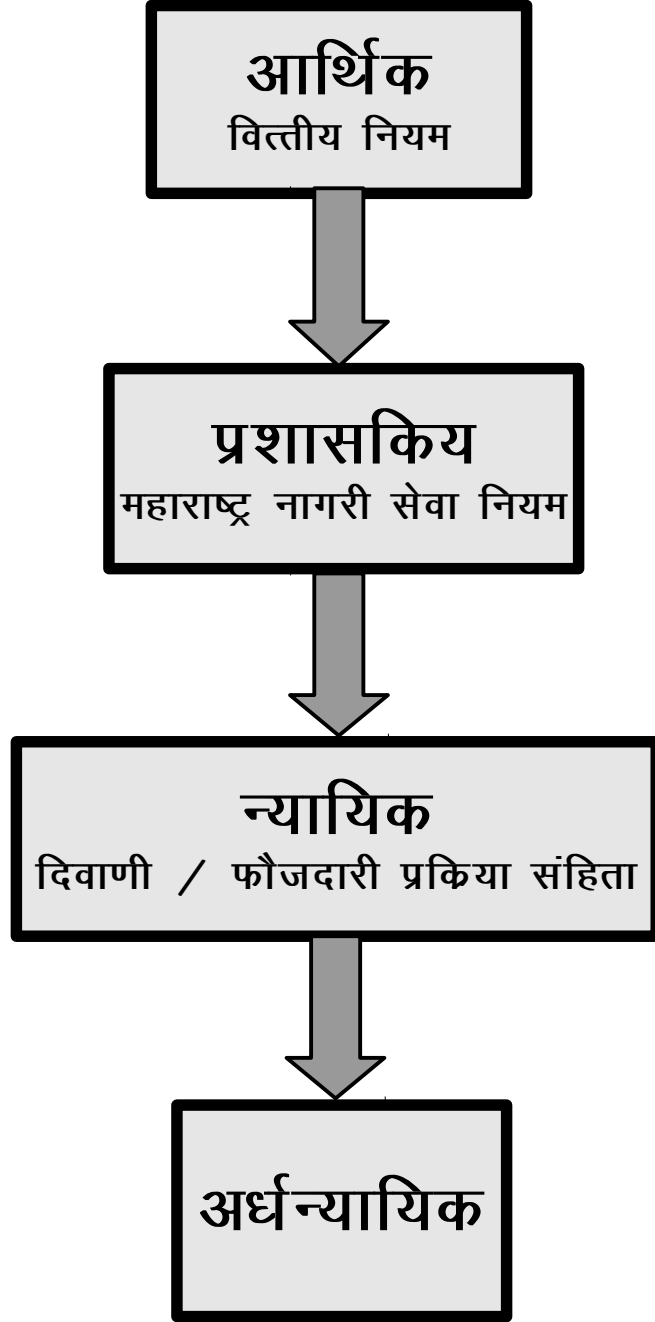 आर्थिक
वित्तीय नियम
प्रशासकिय
महाराष्ट्र नागरी सेवा नियम
न्यायिक
दिवाणी / फौजदारी प्रकिया संहिता
अर्धन्यायिक